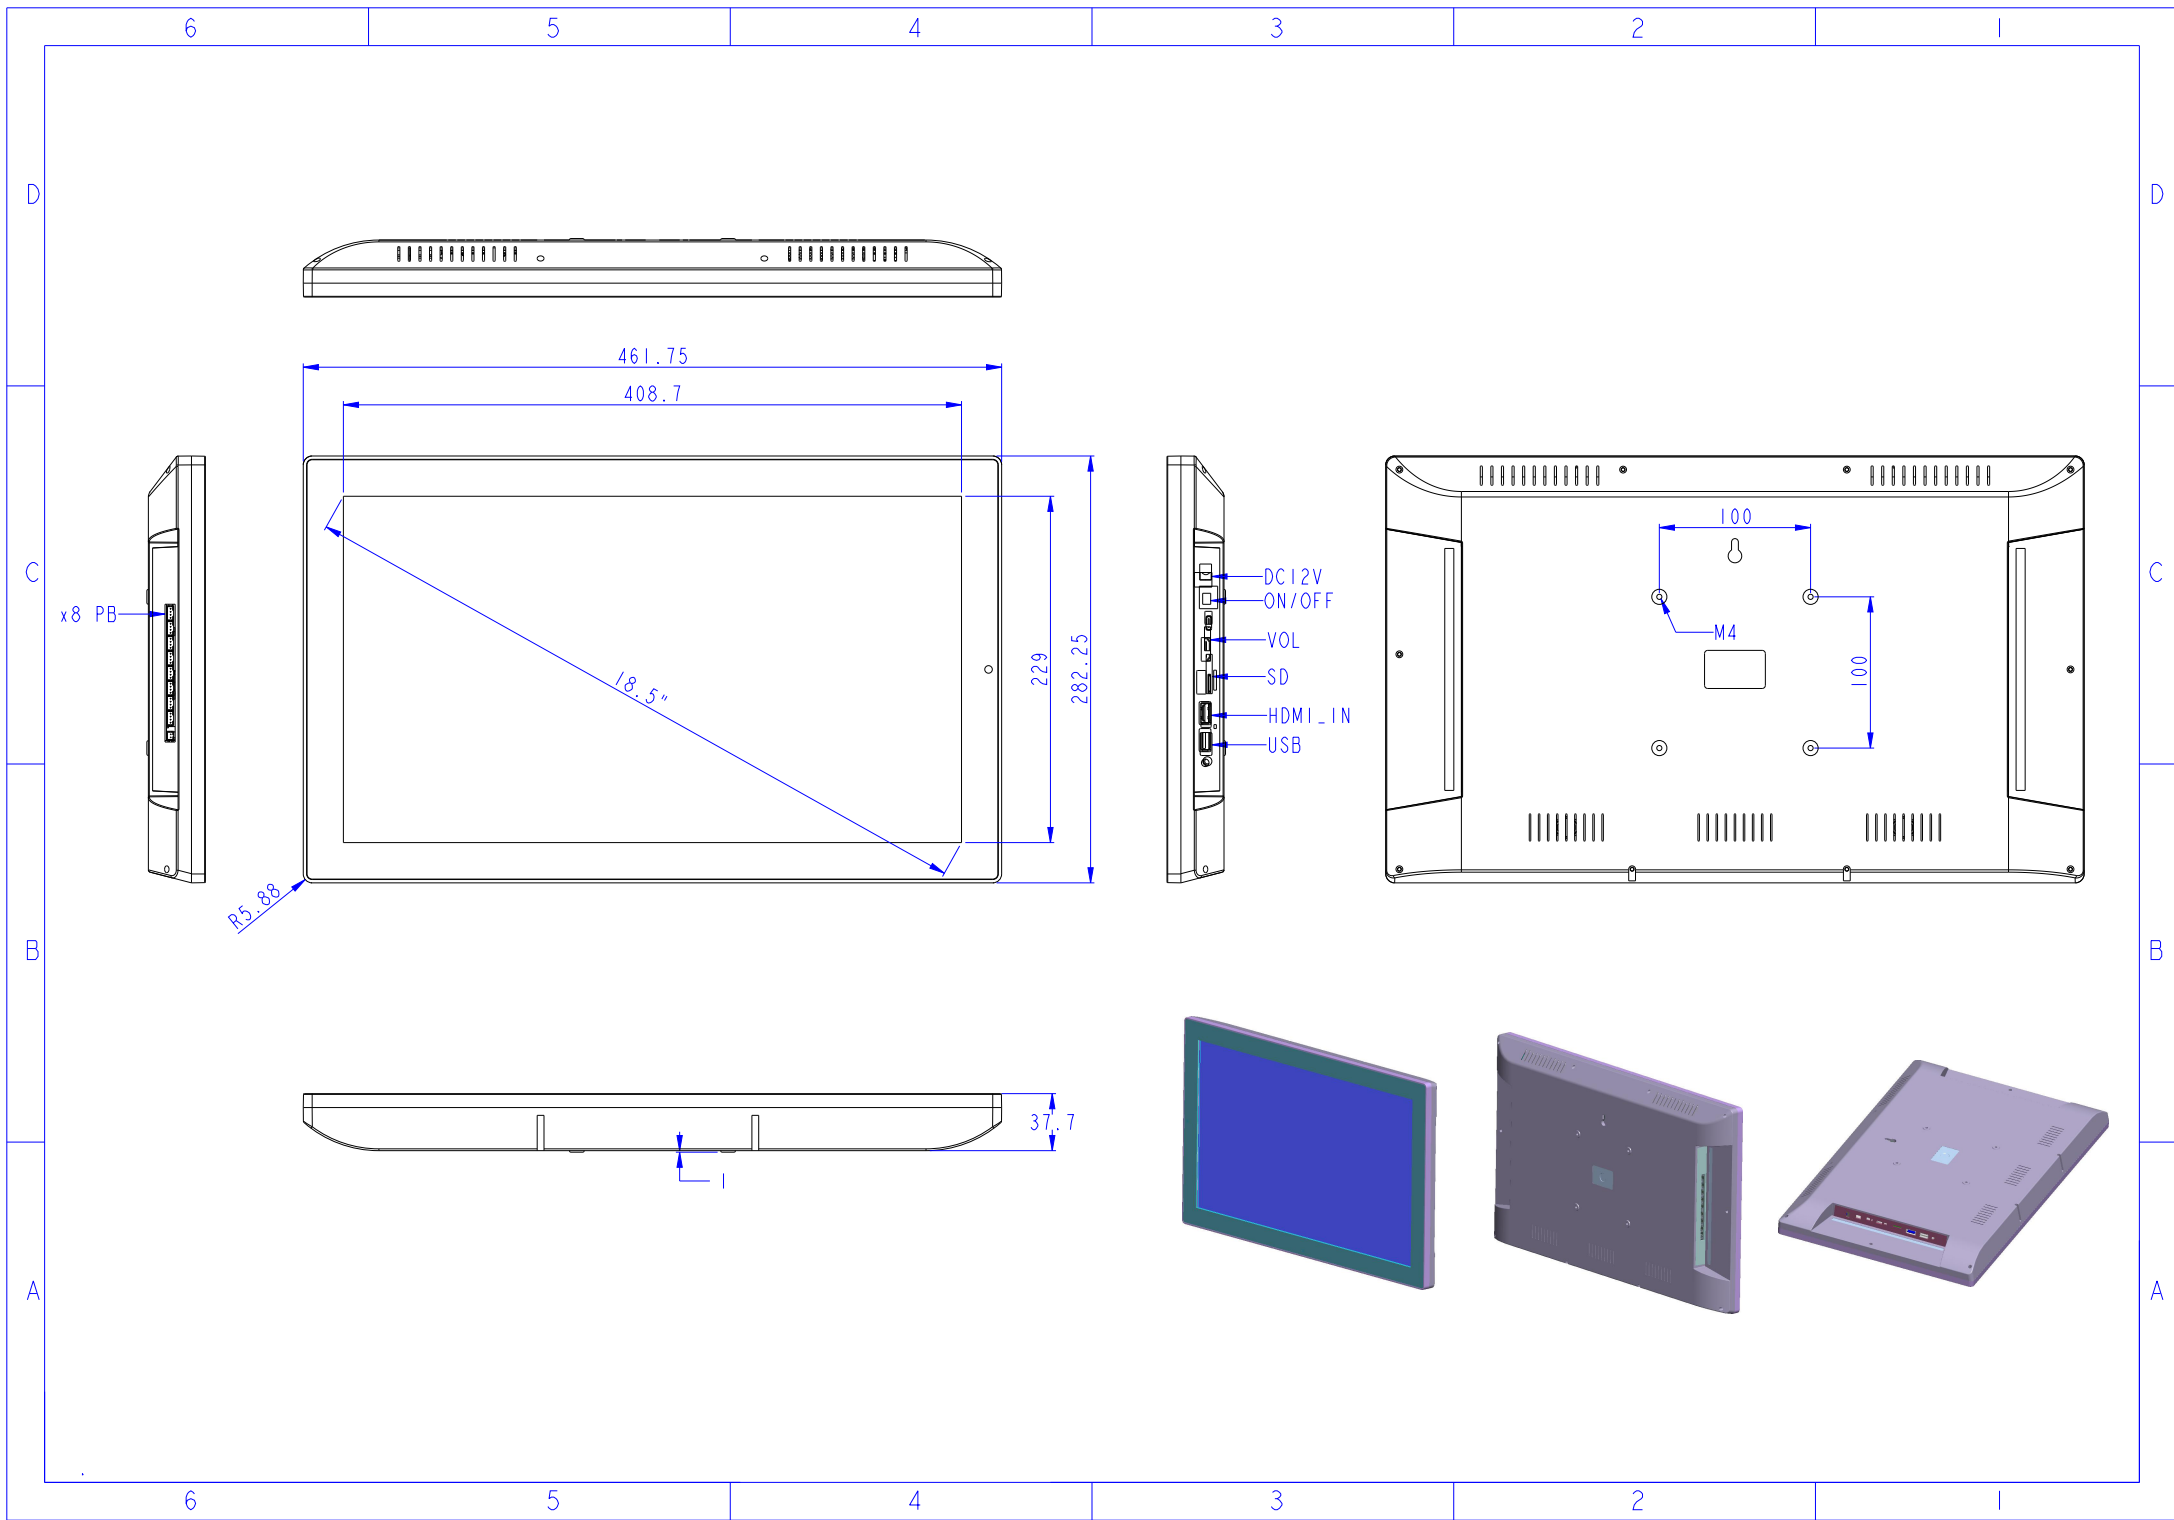 6 5 4 3 2 1
D D
461.75
408.7
C C
100
DC12V
ON/OFF
x8 PB
M4
VOL
229
282.25
100
SD
18.5"
HDMI_IN
USB
R5.88
B B
37.7
1
A A
6 5 4 3 2 1